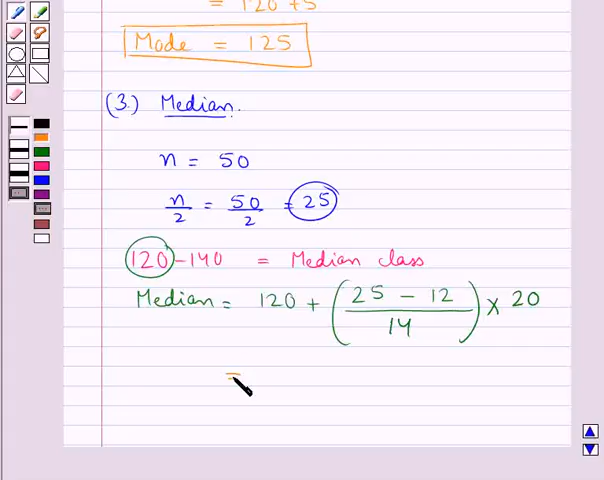 = 120 + 5
Mode = 125
(3.) Median.
n = 50
n/2 = 50/2 = 25
120 - 140 = Median class
Median = 120 + (25 - 12 / 14) × 20
=